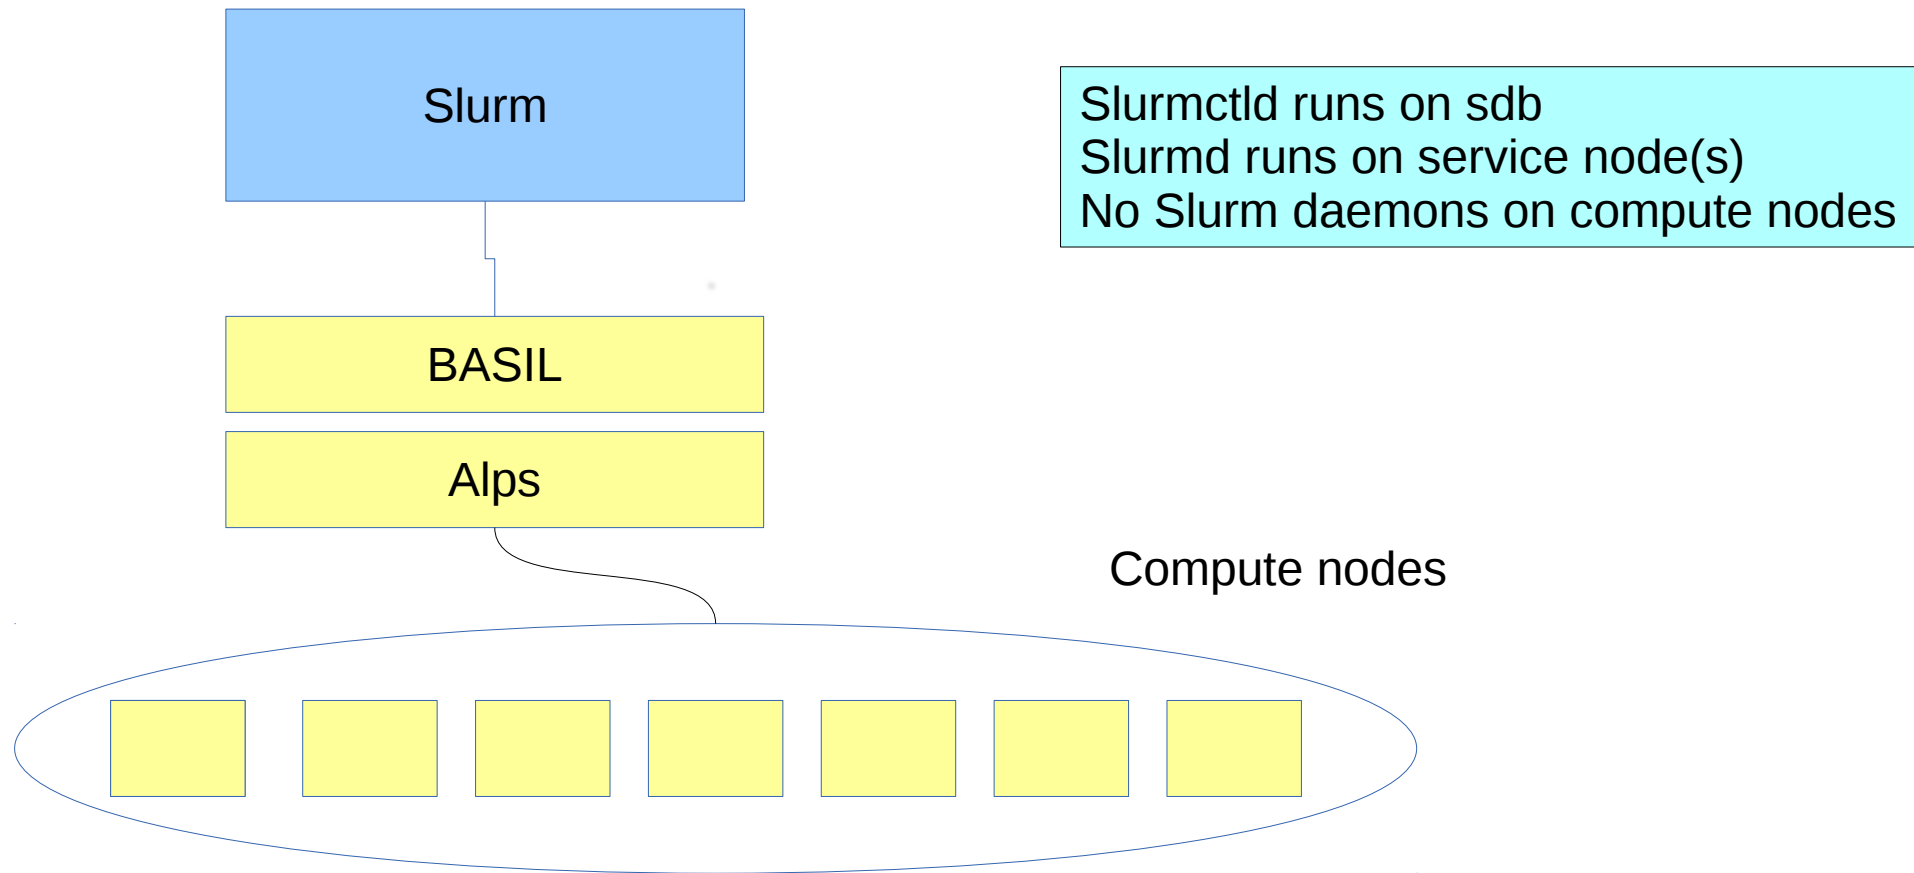 Slurm
Slurmctld runs on sdb
Slurmd runs on service node(s)
No Slurm daemons on compute nodes
BASIL
Alps
Compute nodes